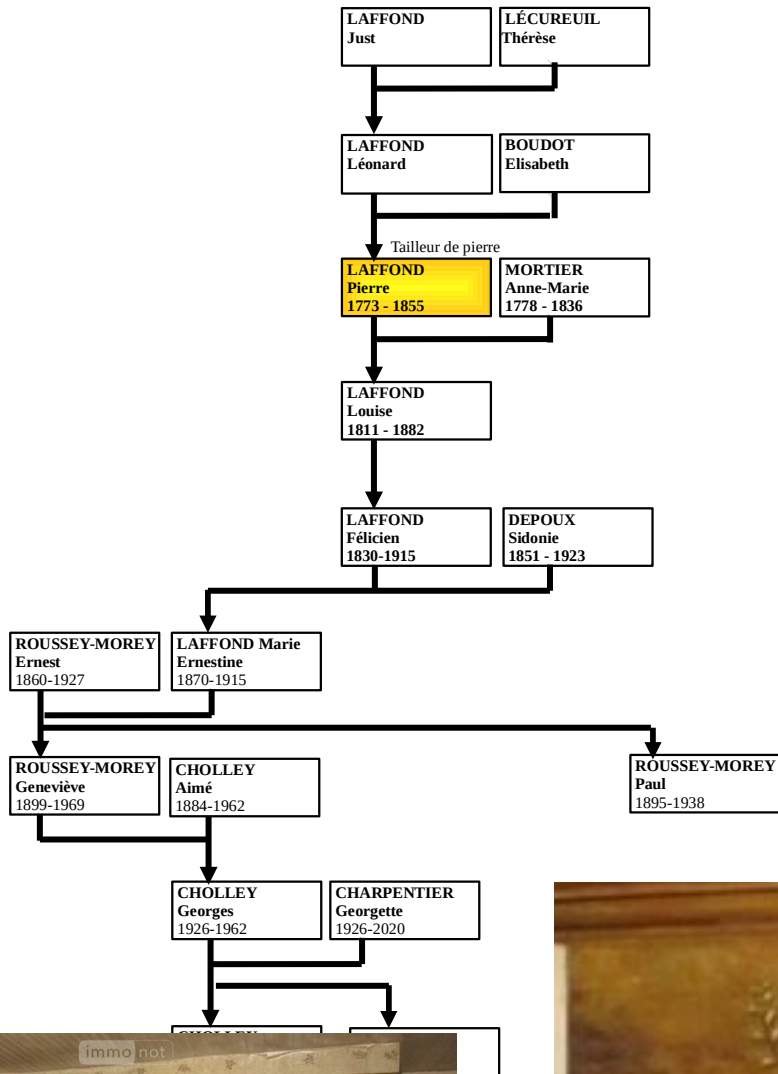 LAFFOND
Just
LÉCUREUIL
Thérèse
LAFFOND
Léonard
BOUDOT
Elisabeth
Tailleur de pierre
LAFFOND
Pierre
1773 - 1855
MORTIER
Anne-Marie
1778 - 1836
LAFFOND
Louise
1811 - 1882
LAFFOND
Félicien
1830-1915
DEPOUX
Sidonie
1851 - 1923
ROUSSEY-MOREY
Ernest
1860-1927
LAFFOND Marie
Ernestine
1870-1915
ROUSSEY-MOREY
Geneviève
1899-1969
CHOLLEY
Aimé
1884-1962
ROUSSEY-MOREY
Paul
1895-1938
CHOLLEY
Georges
1926-1962
CHARPENTIER
Georgette
1926-2020
CHOLLEY
immo not